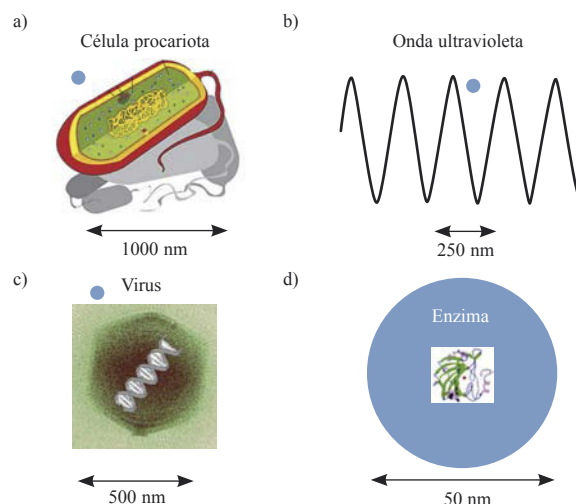 a)
Célula procariota
1000 nm
b)
Onda ultravioleta
250 nm
c)
Virus
500 nm
d)
Enzima
50 nm